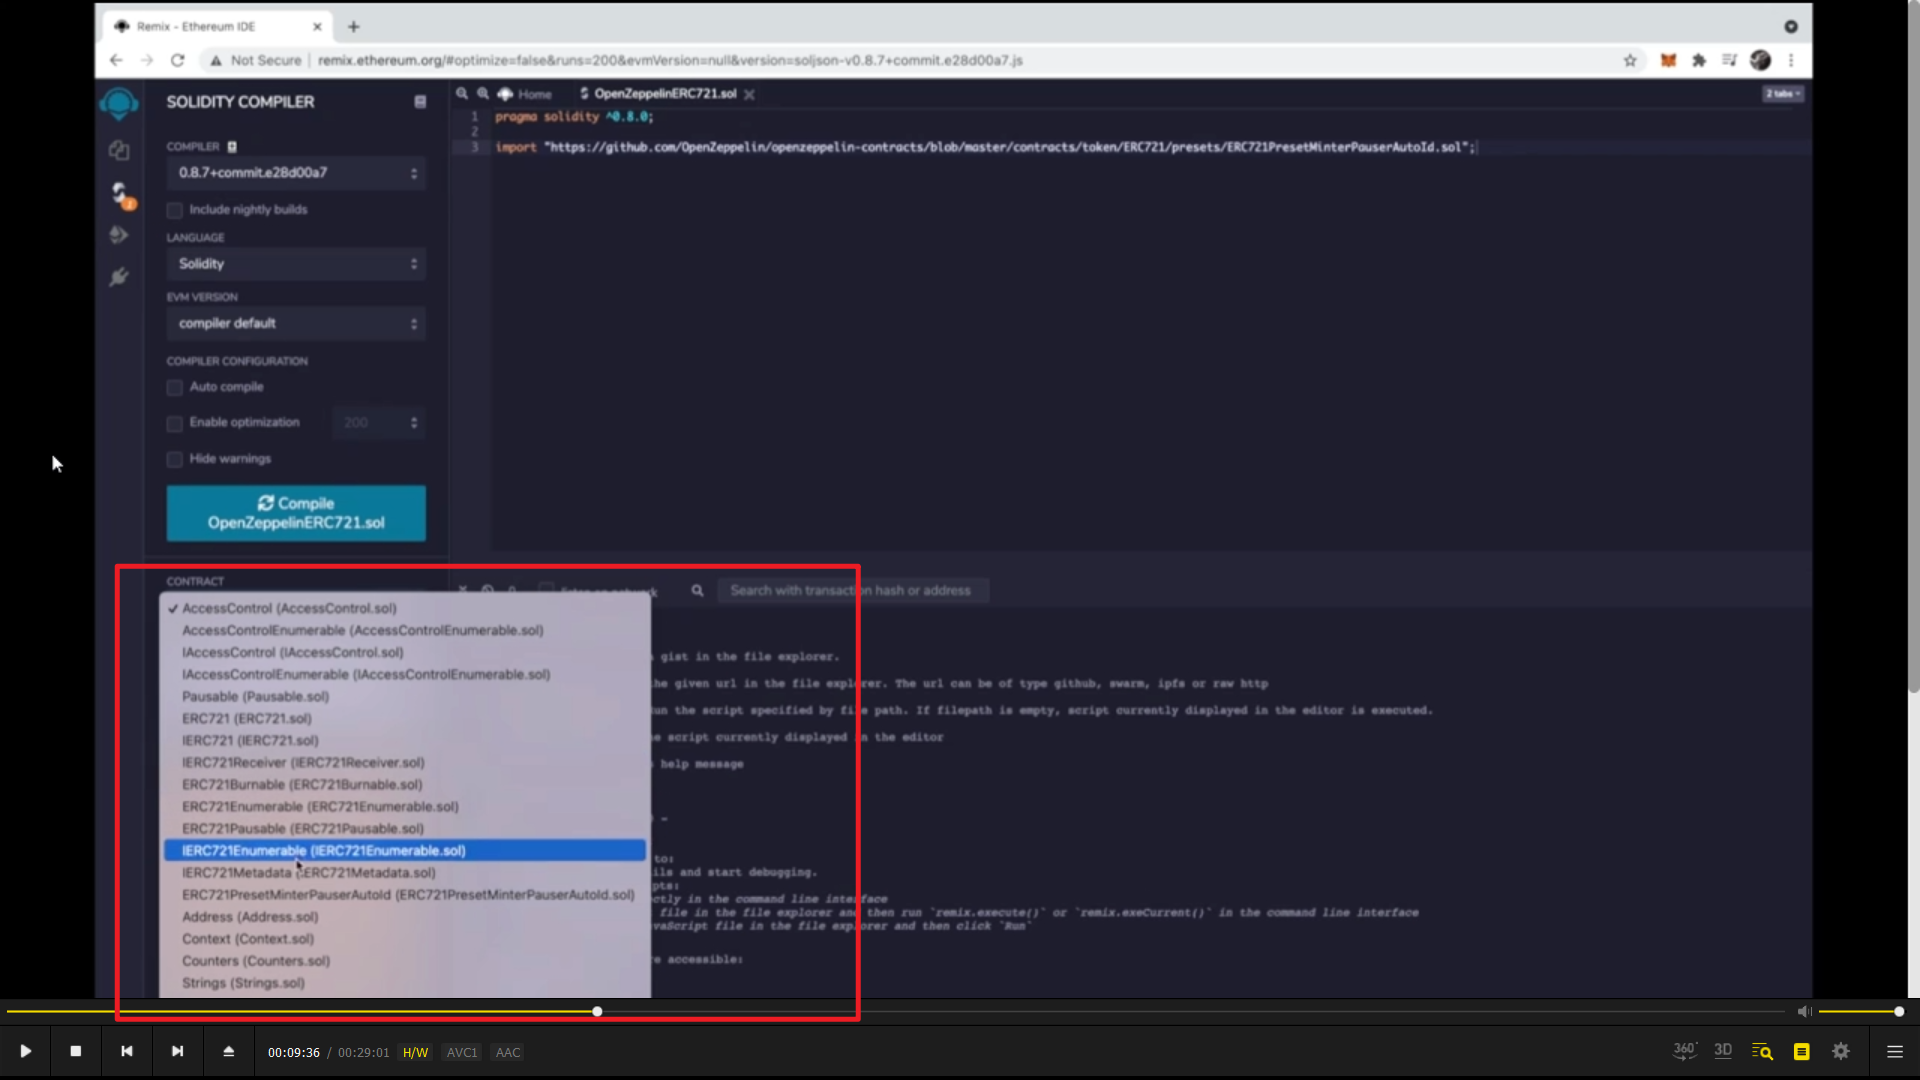 Remix - Ethereum IDE
Not Secure | remix.ethereum.org/#optimize=false&runs=200&evmVersion=null&version=soljson-v0.8.7+commit.e28d00a7.js
SOLIDITY COMPILER
Home
OpenZeppelinERC721.sol
2 tabs
COMPILER
0.8.7+commit.e28d00a7
Include nightly builds
LANGUAGE
Solidity
EVM VERSION
compiler default
COMPILER CONFIGURATION
Auto compile
Enable optimization
200
Hide warnings
Compile
OpenZeppelinERC721.sol
1 pragma solidity ^0.8.0;
2
3 import "https://github.com/OpenZeppelin/openzeppelin-contracts/blob/master/contracts/token/ERC721/presets/ERC721PresetMinterPauserAutoId.sol";
CONTRACT
Search with transaction hash or address
✓ AccessControl (AccessControl.sol)
AccessControlEnumerable (AccessControlEnumerable.sol)
IAccessControl (IAccessControl.sol)
IAccessControlEnumerable (IAccessControlEnumerable.sol)
Pausable (Pausable.sol)
ERC721 (ERC721.sol)
IERC721 (IERC721.sol)
IERC721Receiver (IERC721Receiver.sol)
ERC721Burnable (ERC721Burnable.sol)
ERC721Enumerable (ERC721Enumerable.sol)
ERC721Pausable (ERC721Pausable.sol)
IERC721Enumerable (IERC721Enumerable.sol)
IERC721Metadata (IERC721Metadata.sol)
ERC721PresetMinterPauserAutoId (ERC721PresetMinterPauserAutoId.sol)
Address (Address.sol)
Context (Context.sol)
Counters (Counters.sol)
Strings (Strings.sol)
gist in the file explorer.
he given url in the file explorer. The url can be of type github, swarm, ipfs or raw http
un the script specified by file path. If filepath is empty, script currently displayed in the editor is executed.
e script currently displayed in the editor
help message
to:
ils and start debugging.
pts:
ctly in the command line interface
file in the file explorer and then run `remix.execute()` or `remix.exeCurrent()` in the command line interface
vaScript file in the file explorer and then click `Run`
e accessible:
00:09:36 / 00:29:01 H/W AVC1 AAC
360° 3D